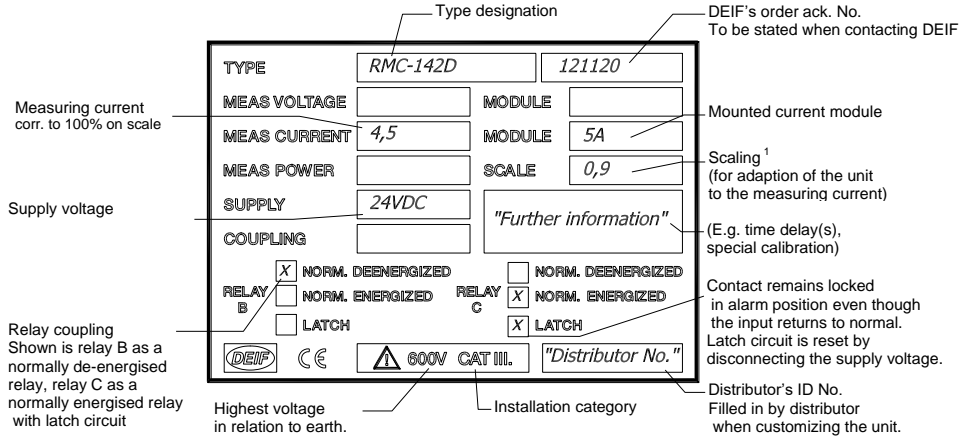 Type designation
DEIF's order ack. No.
To be stated when contacting DEIF
TYPE RMC-142D 121120
MEAS VOLTAGE MODULE
Measuring current
corr. to 100% on scale
MEAS CURRENT 4,5 MODULE 5A
Mounted current module
MEAS POWER SCALE 0,9
Scaling 1
(for adaption of the unit
to the measuring current)
Supply voltage
SUPPLY 24VDC
"Further information"
COUPLING
(E.g. time delay(s),
special calibration)
X NORM. DEENERGIZED NORM. DEENERGIZED
RELAY B NORM. ENERGIZED RELAY C X NORM. ENERGIZED
LATCH X LATCH
Contact remains locked
in alarm position even though
the input returns to normal.
Latch circuit is reset by
disconnecting the supply voltage.
Relay coupling
Shown is relay B as a
normally de-energised
relay, relay C as a
normally energised relay
with latch circuit
DEIF CE 600V CAT III. "Distributor No."
Highest voltage
in relation to earth.
Installation category
Distributor's ID No.
Filled in by distributor
when customizing the unit.